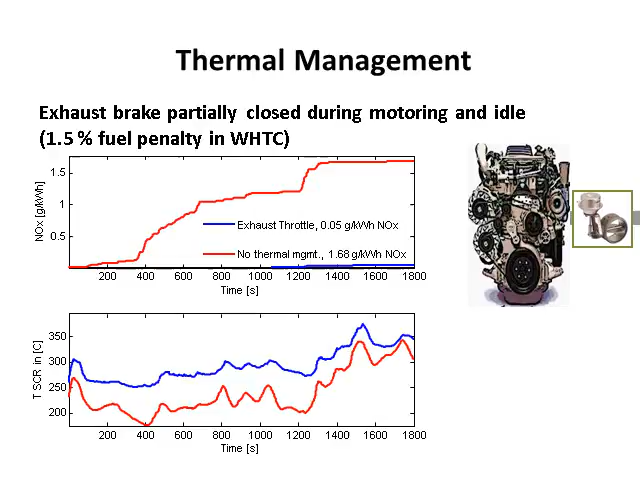 Thermal Management
Exhaust brake partially closed during motoring and idle
(1.5 % fuel penalty in WHTC)
NOx [g/kWh]
1.5
1
0.5
Exhaust Throttle, 0.05 g/kWh NOx
No thermal mgmt., 1.68 g/kWh NOx
200 400 600 800 1000 1200 1400 1600 1800
Time [s]
T SCR in [C]
350
300
250
200
200 400 600 800 1000 1200 1400 1600 1800
Time [s]